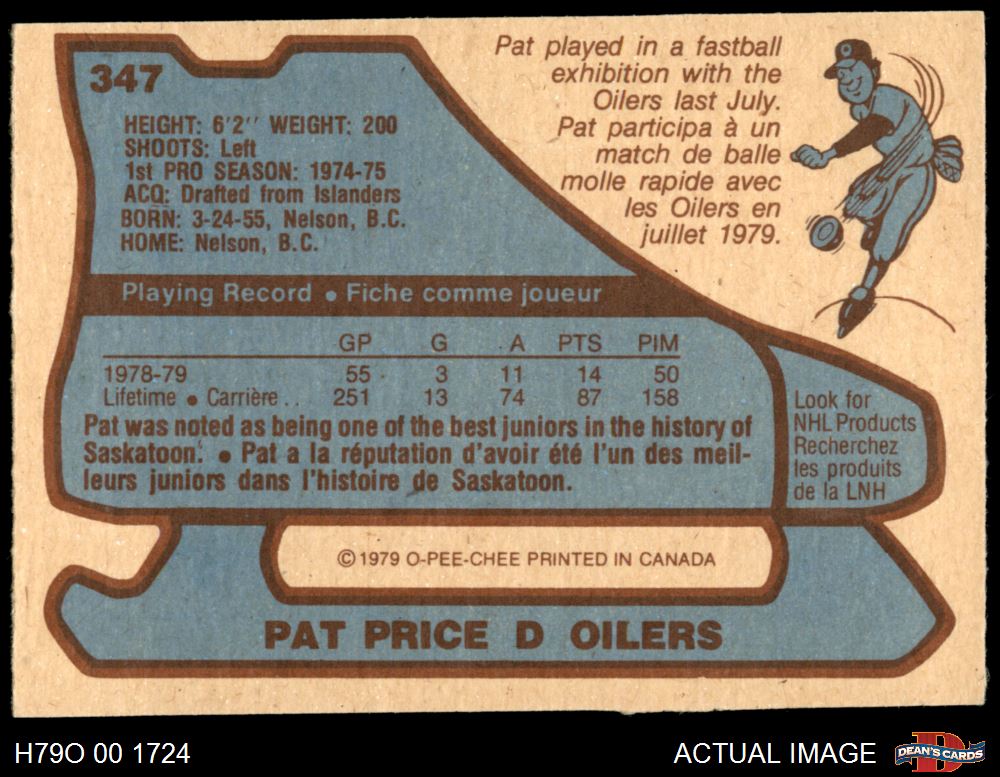 347
HEIGHT: 6'2'' WEIGHT: 200
SHOOTS: Left
1st PRO SEASON: 1974-75
ACQ: Drafted from Islanders
BORN: 3-24-55, Nelson, B.C.
HOME: Nelson, B.C.
Pat played in a fastball
exhibition with the
Oilers last July.
Pat participa à un
match de balle
molle rapide avec
les Oilers en
juillet 1979.
O
Playing Record • Fiche comme joueur
GP G A PTS PIM
1978-79 55 3 11 14 50
Lifetime • Carrière .. 251 13 74 87 158
Pat was noted as being one of the best juniors in the history of
Saskatoon. • Pat a la réputation d'avoir été l'un des meil-
leurs juniors dans l'histoire de Saskatoon.
Look for
NHL Products
Recherchez
les produits
de la LNH
© 1979 O-PEE-CHEE PRINTED IN CANADA
PAT PRICE D OILERS
H79O 00 1724
ACTUAL IMAGE
D
DEAN'S CARDS